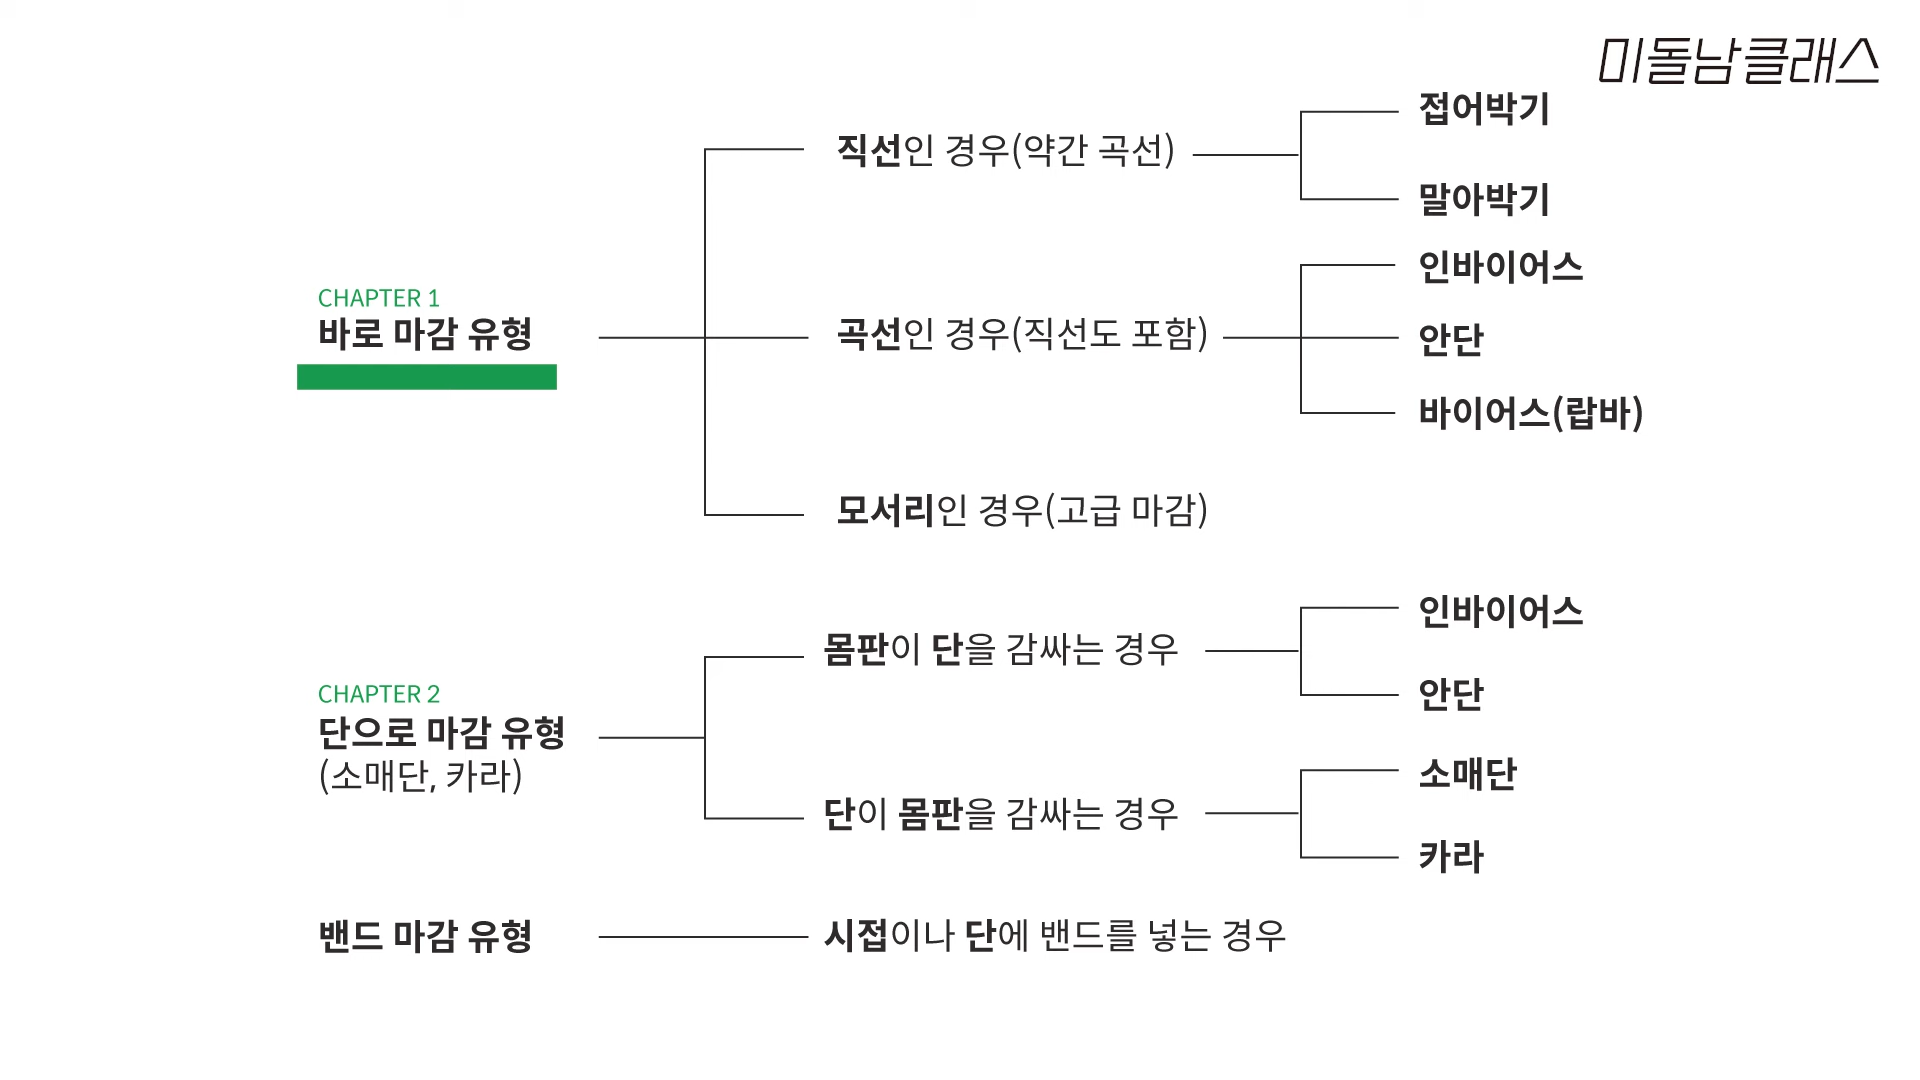 미돌남클래스
CHAPTER 1
바로 마감 유형
직선인 경우(약간 곡선)
접어박기
말아박기
곡선인 경우(직선도 포함)
인바이어스
안단
바이어스(랍바)
모서리인 경우(고급 마감)
CHAPTER 2
단으로 마감 유형
(소매단, 카라)
몸판이 단을 감싸는 경우
인바이어스
안단
단이 몸판을 감싸는 경우
소매단
카라
밴드 마감 유형
시접이나 단에 밴드를 넣는 경우